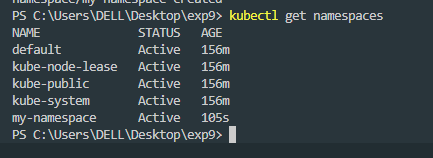 namespace/my-namespace created
PS C:\Users\DELL\Desktop\exp9> kubectl get namespaces
NAME              STATUS   AGE
default           Active   156m
kube-node-lease   Active   156m
kube-public       Active   156m
kube-system       Active   156m
my-namespace      Active   105s
PS C:\Users\DELL\Desktop\exp9>